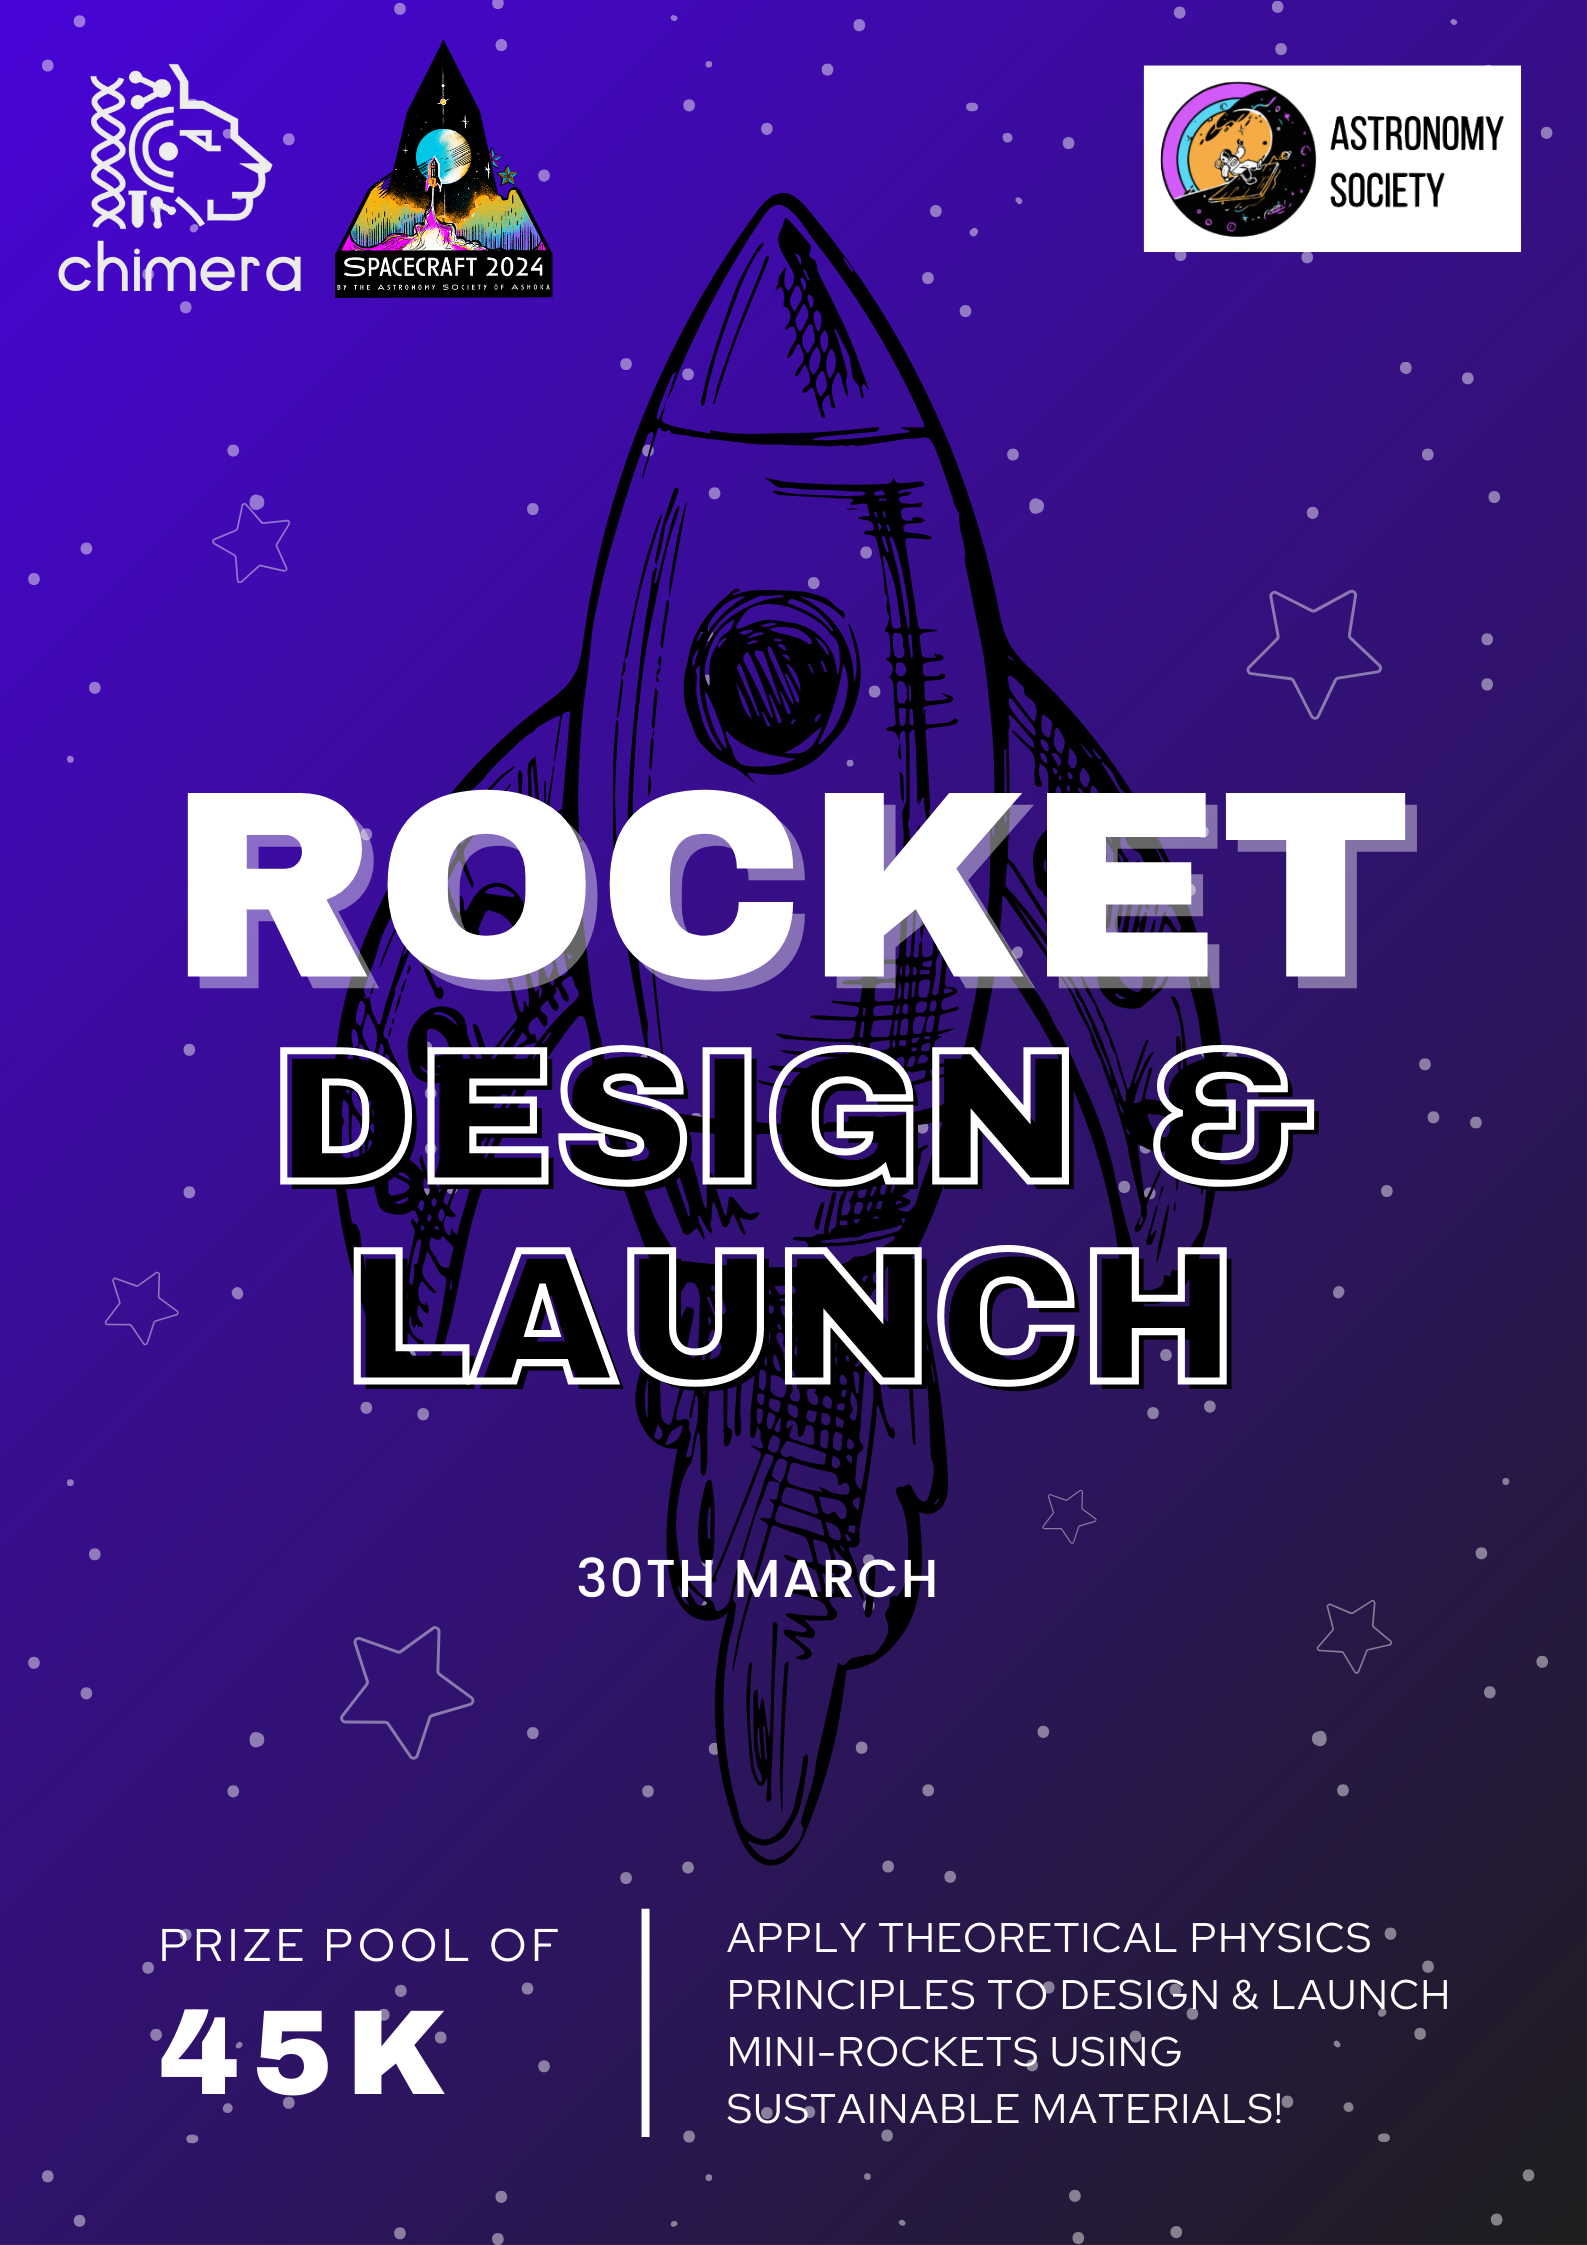 chimera
SPACECRAFT 2024
BY THE ASTRONOMY SOCIETY OF ASHOKA
ASTRONOMY
SOCIETY
ROCKET
DESIGN &
LAUNCH
30TH MARCH
PRIZE POOL OF
45K
APPLY THEORETICAL PHYSICS
PRINCIPLES TO DESIGN & LAUNCH
MINI-ROCKETS USING
SUSTAINABLE MATERIALS!